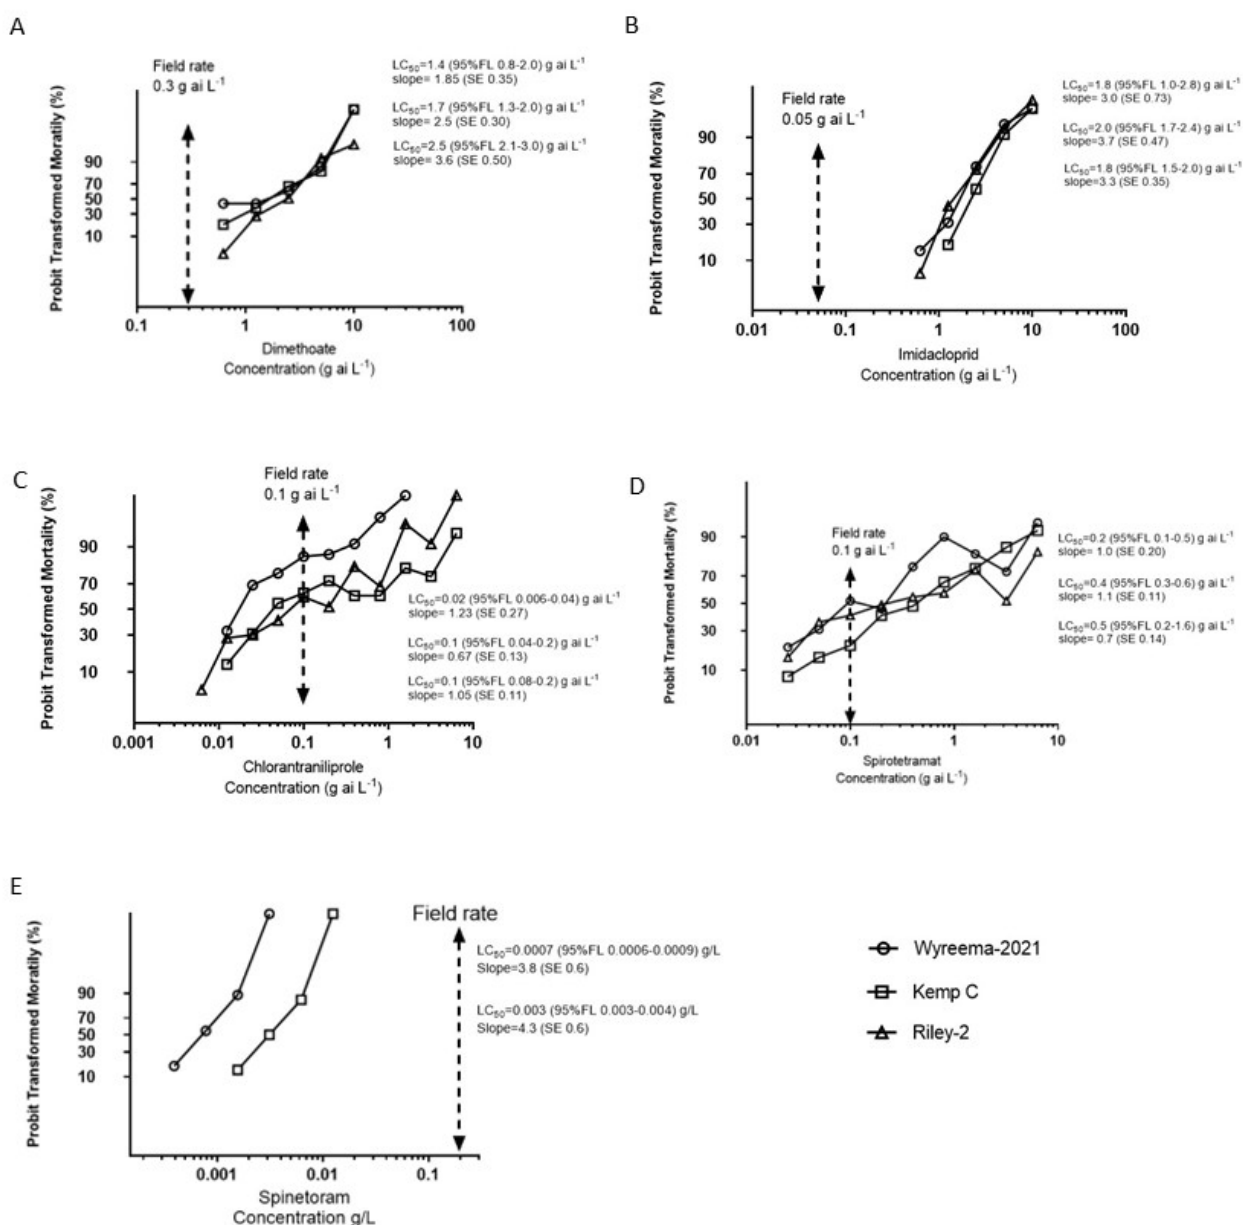 A
Field rate
0.3 g ai L⁻¹
LC₅₀=1.4 (95%FL 0.8-2.0) g ai L⁻¹
slope= 1.85 (SE 0.35)
LC₅₀=1.7 (95%FL 1.3-2.0) g ai L⁻¹
slope= 2.5 (SE 0.30)
LC₅₀=2.5 (95%FL 2.1-3.0) g ai L⁻¹
slope= 3.6 (SE 0.50)
Probit Transformed Moratily (%)
90
70
50
30
10
0.1
1
10
100
Dimethoate
Concentration (g ai L⁻¹)
B
Field rate
0.05 g ai L⁻¹
LC₅₀=1.8 (95%FL 1.0-2.8) g ai L⁻¹
slope= 3.0 (SE 0.73)
LC₅₀=2.0 (95%FL 1.7-2.4) g ai L⁻¹
slope=3.7 (SE 0.47)
LC₅₀=1.8 (95%FL 1.5-2.0) g ai L⁻¹
slope=3.3 (SE 0.35)
Probit Transformed Moratily (%)
90
70
50
30
10
0.01
0.1
1
10
100
Imidacloprid
Concentration (g ai L⁻¹)
C
Field rate
0.1 g ai L⁻¹
LC₅₀=0.02 (95%FL 0.006-0.04) g ai L⁻¹
slope= 1.23 (SE 0.27)
LC₅₀=0.1 (95%FL 0.04-0.2) g ai L⁻¹
slope= 0.67 (SE 0.13)
LC₅₀=0.1 (95%FL 0.08-0.2) g ai L⁻¹
slope= 1.05 (SE 0.11)
Probit Transformed Mortality (%)
90
70
50
30
10
0.001
0.01
0.1
1
10
Chlorantraniliprole
Concentration (g ai L⁻¹)
D
Field rate
0.1 g ai L⁻¹
LC₅₀=0.2 (95%FL 0.1-0.5) g ai L⁻¹
slope= 1.0 (SE 0.20)
LC₅₀=0.4 (95%FL 0.3-0.6) g ai L⁻¹
slope= 1.1 (SE 0.11)
LC₅₀=0.5 (95%FL 0.2-1.6) g ai L⁻¹
slope= 0.7 (SE 0.14)
Probit Transformed Mortality (%)
90
70
50
30
10
0.01
0.1
1
10
Spirotetramat
Concentration (g ai L⁻¹)
E
Field rate
LC₅₀=0.0007 (95%FL 0.0006-0.0009) g/L
Slope=3.8 (SE 0.6)
LC₅₀=0.003 (95%FL 0.003-0.004) g/L
Slope=4.3 (SE 0.6)
Probit Transformed Moratily (%)
90
70
50
30
10
0.001
0.01
0.1
Spinetoram
Concentration g/L
Wyreema-2021
Kemp C
Riley-2